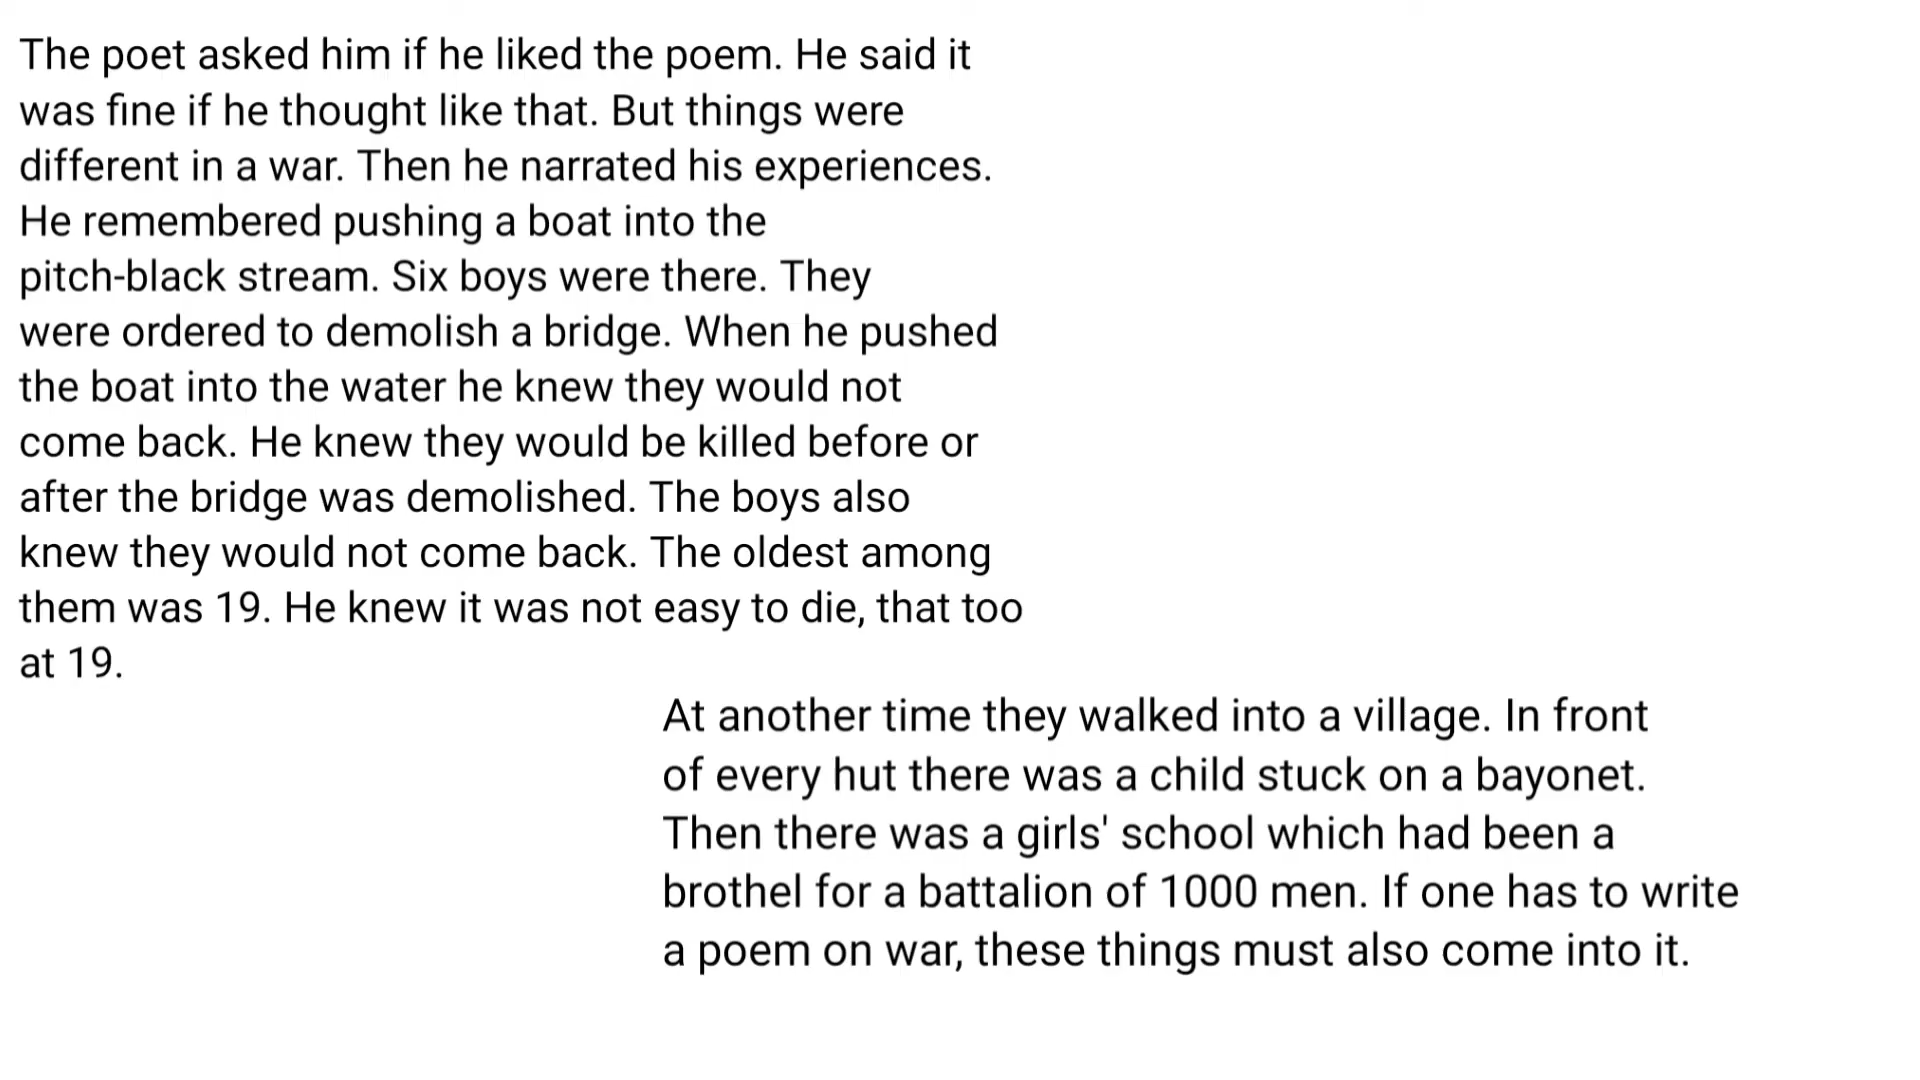 The poet asked him if he liked the poem. He said it
was fine if he thought like that. But things were
different in a war. Then he narrated his experiences.
He remembered pushing a boat into the
pitch-black stream. Six boys were there. They
were ordered to demolish a bridge. When he pushed
the boat into the water he knew they would not
come back. He knew they would be killed before or
after the bridge was demolished. The boys also
knew they would not come back. The oldest among
them was 19. He knew it was not easy to die, that too
at 19.
At another time they walked into a village. In front
of every hut there was a child stuck on a bayonet.
Then there was a girls' school which had been a
brothel for a battalion of 1000 men. If one has to write
a poem on war, these things must also come into it.